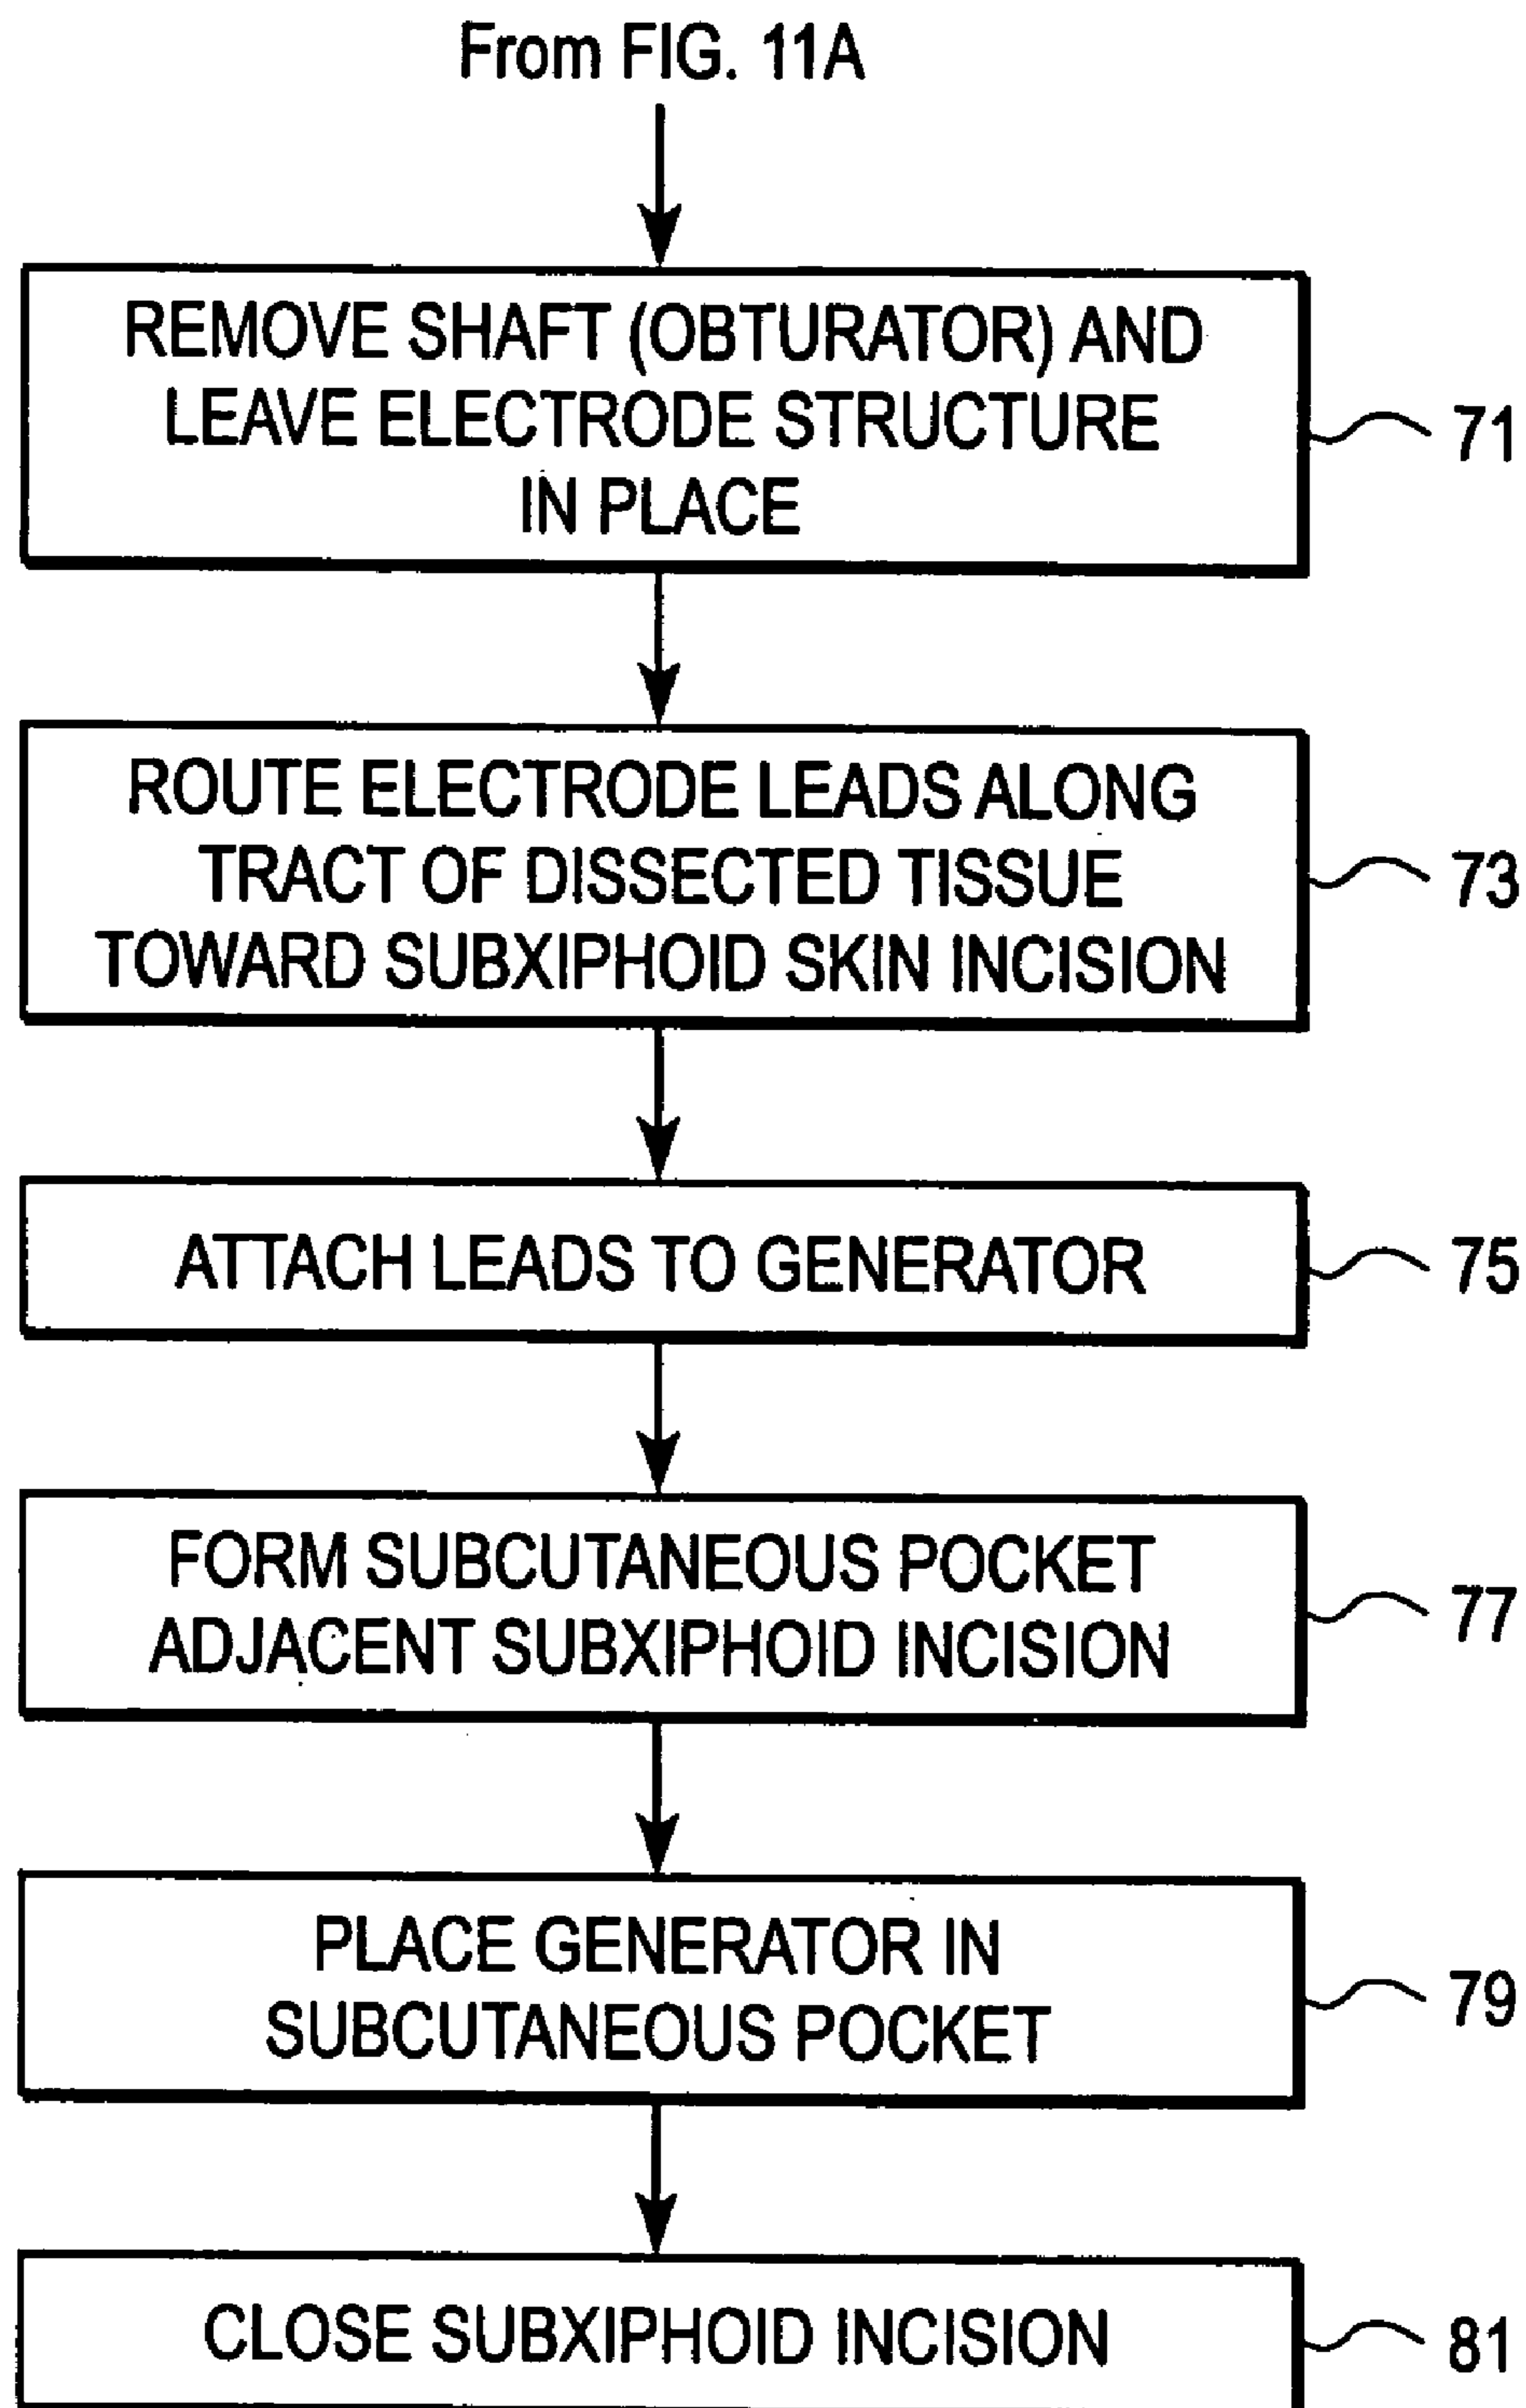 From FIG. 11A
REMOVE SHAFT (OBTURATOR) AND
LEAVE ELECTRODE STRUCTURE
IN PLACE
71
ROUTE ELECTRODE LEADS ALONG
TRACT OF DISSECTED TISSUE
TOWARD SUBXIPHOID SKIN INCISION
73
ATTACH LEADS TO GENERATOR
75
FORM SUBCUTANEOUS POCKET
ADJACENT SUBXIPHOID INCISION
77
PLACE GENERATOR IN
SUBCUTANEOUS POCKET
79
CLOSE SUBXIPHOID INCISION
81